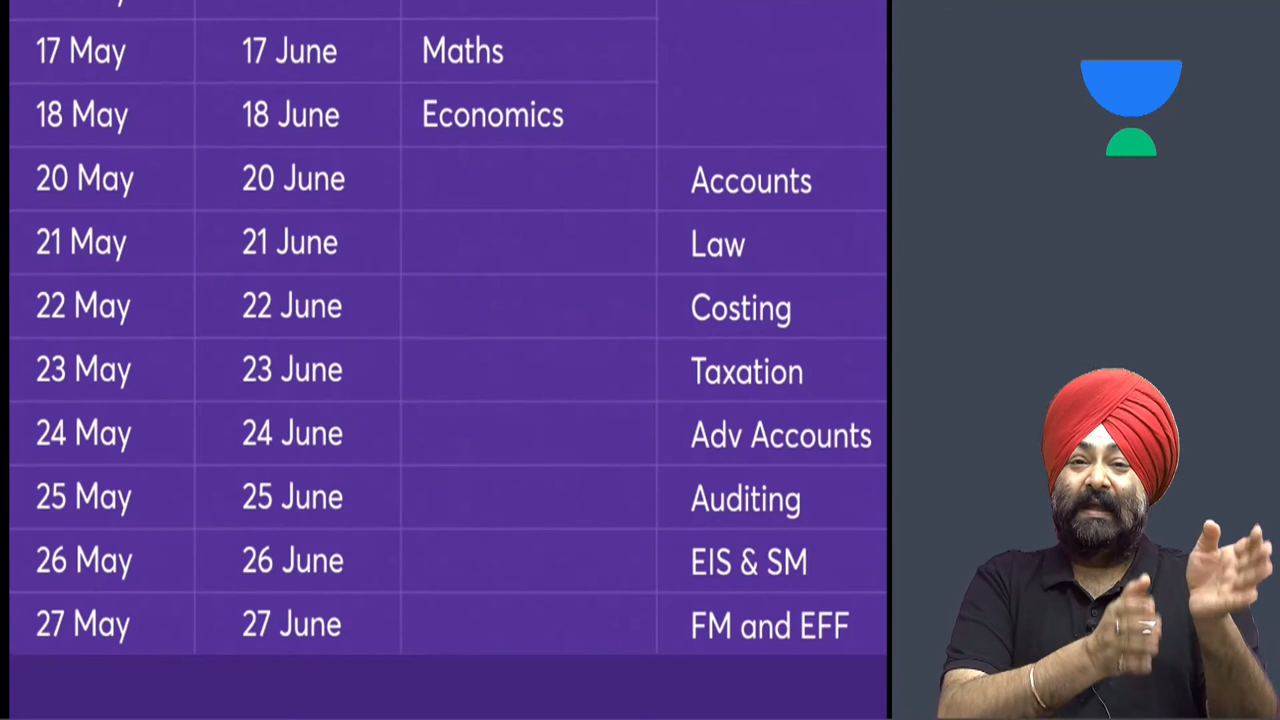 17 May 17 June Maths
18 May 18 June Economics
20 May 20 June Accounts
21 May 21 June Law
22 May 22 June Costing
23 May 23 June Taxation
24 May 24 June Adv Accounts
25 May 25 June Auditing
26 May 26 June EIS & SM
27 May 27 June FM and EFF